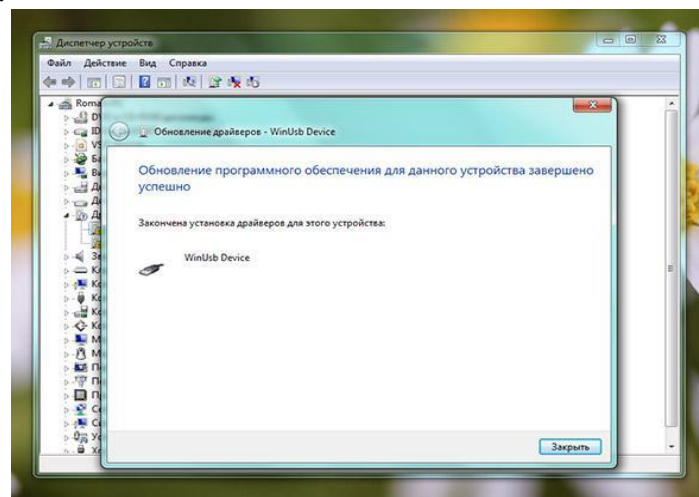 Диспетчер устройств
Файл Действие Вид Справка
Обновление драйверов - WinUsb Device
Обновление программного обеспечения для данного устройства завершено
успешно
Закончена установка драйверов для этого устройства:
WinUsb Device
Закрыть